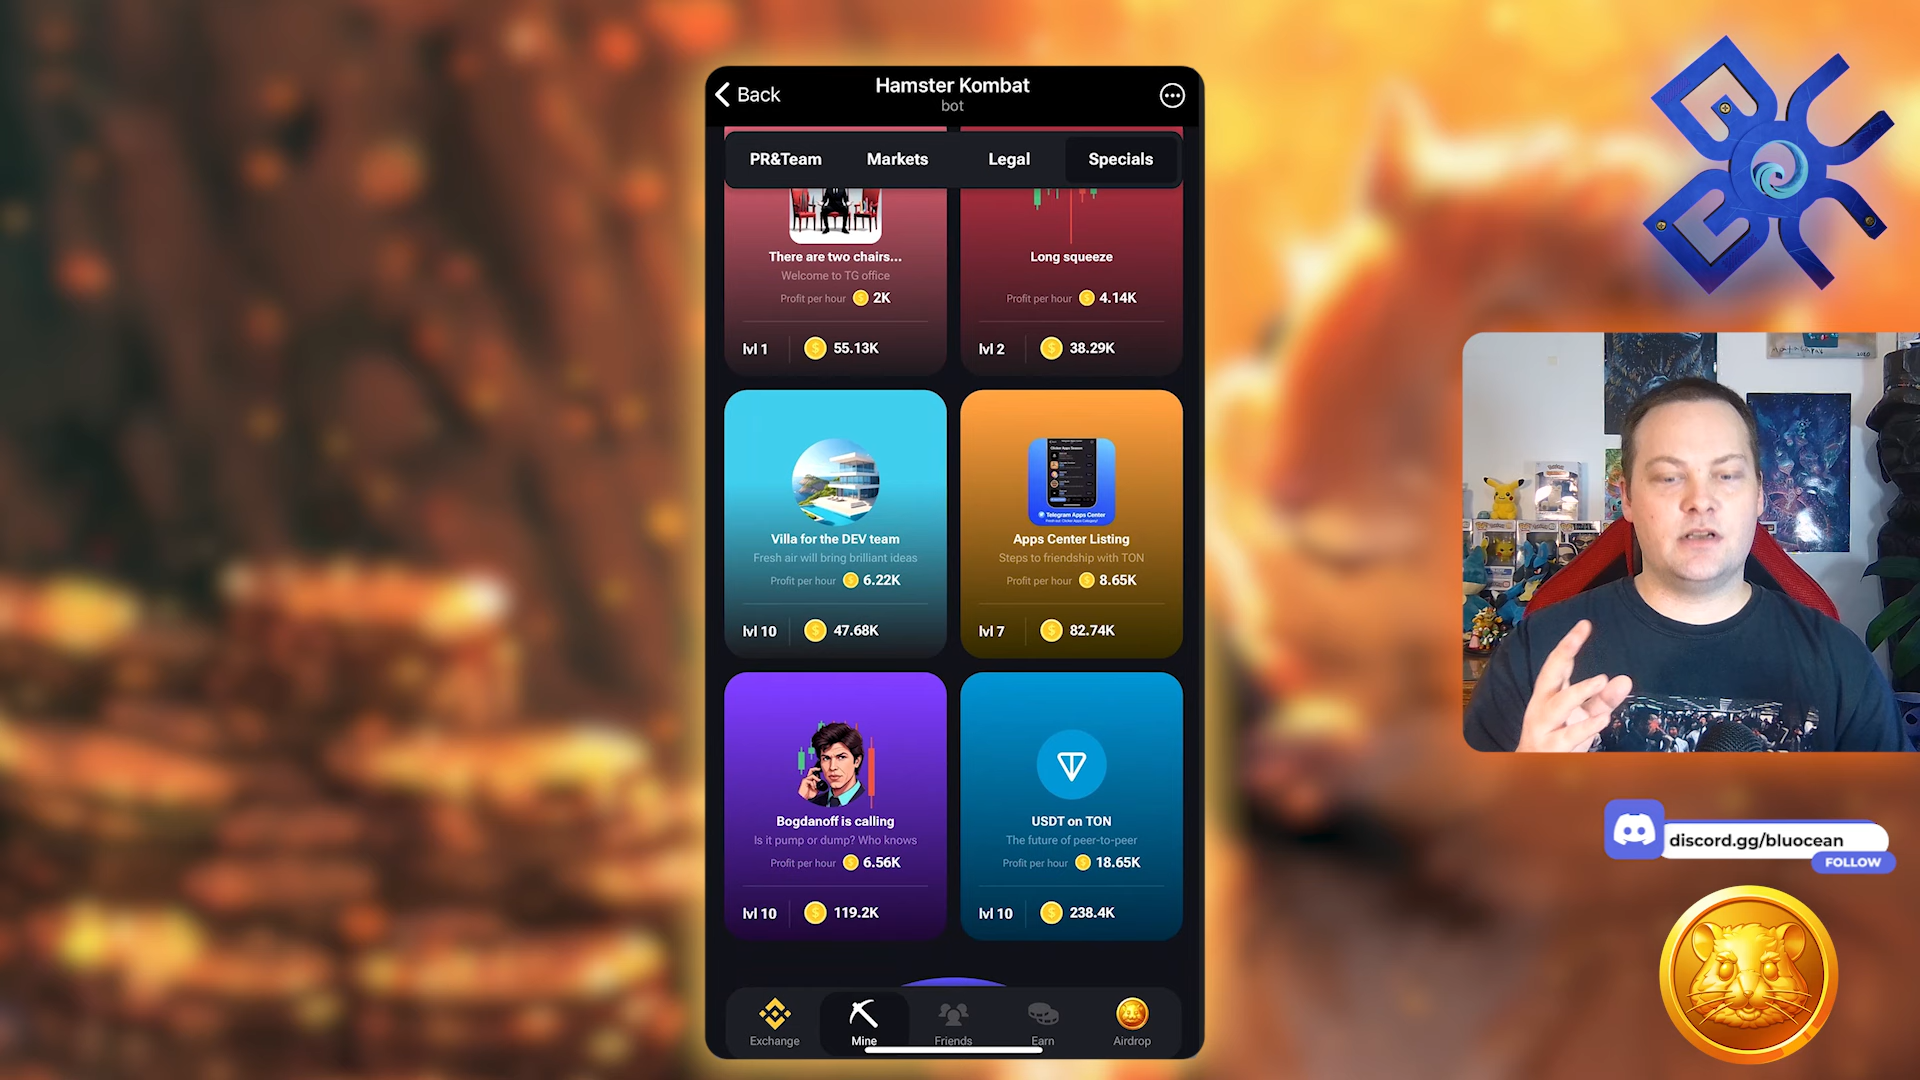 Back
Hamster Kombat
bot
PR&Team Markets Legal Specials
There are two chairs...
Welcome to TG office
Profit per hour 2K
lvl 1 55.13K
Long squeeze
Profit per hour 4.14K
lvl 2 38.29K
Villa for the DEV team
Fresh air will bring brilliant ideas
Profit per hour 6.22K
lvl 10 47.68K
Telegram Apps Center
Apps Center Listing
Steps to friendship with TON
Profit per hour 8.65K
lvl 7 82.74K
Bogdanoff is calling
Is it pump or dump? Who knows
Profit per hour 6.56K
lvl 10 119.2K
USDT on TON
The future of peer-to-peer
Profit per hour 18.65K
lvl 10 238.4K
Exchange Mine Friends Earn Airdrop
discord.gg/bluocean
FOLLOW